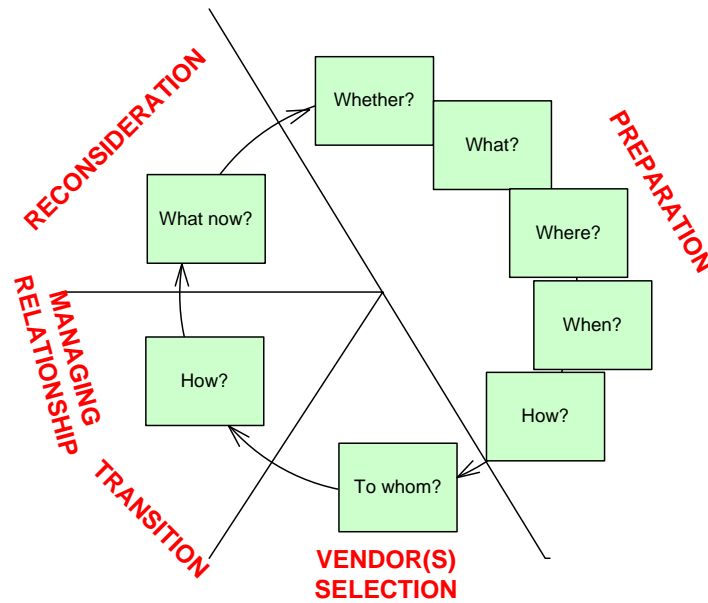 RECONSIDERATION
Whether?
What?
PREPARATION
Where?
What now?
When?
MANAGING
RELATIONSHIP
How?
How?
To whom?
TRANSITION
VENDOR(S)
SELECTION